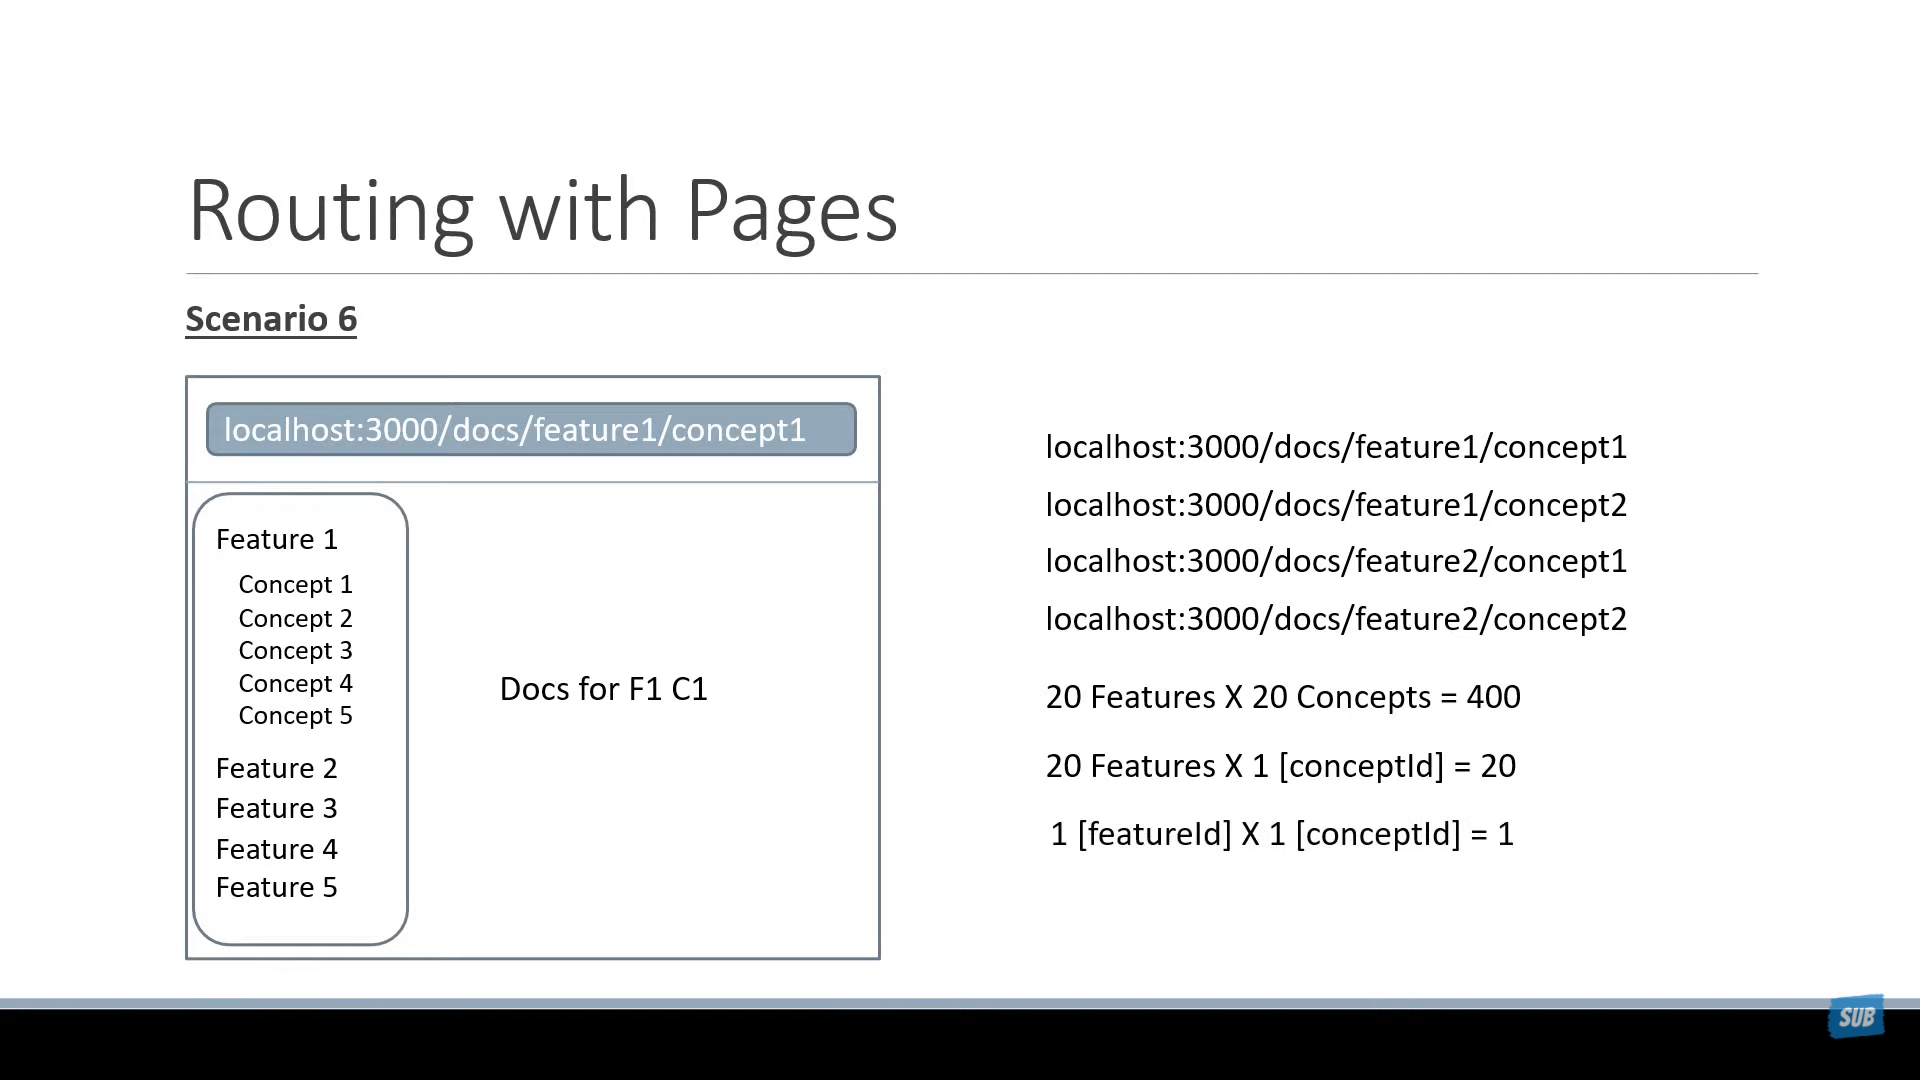 Routing with Pages
Scenario 6
localhost:3000/docs/feature1/concept1
Feature 1
Concept 1
Concept 2
Concept 3
Concept 4
Concept 5
Feature 2
Feature 3
Feature 4
Feature 5
Docs for F1 C1
localhost:3000/docs/feature1/concept1
localhost:3000/docs/feature1/concept2
localhost:3000/docs/feature2/concept1
localhost:3000/docs/feature2/concept2
20 Features X 20 Concepts = 400
20 Features X 1 [conceptId] = 20
1 [featureId] X 1 [conceptId] = 1
SUB